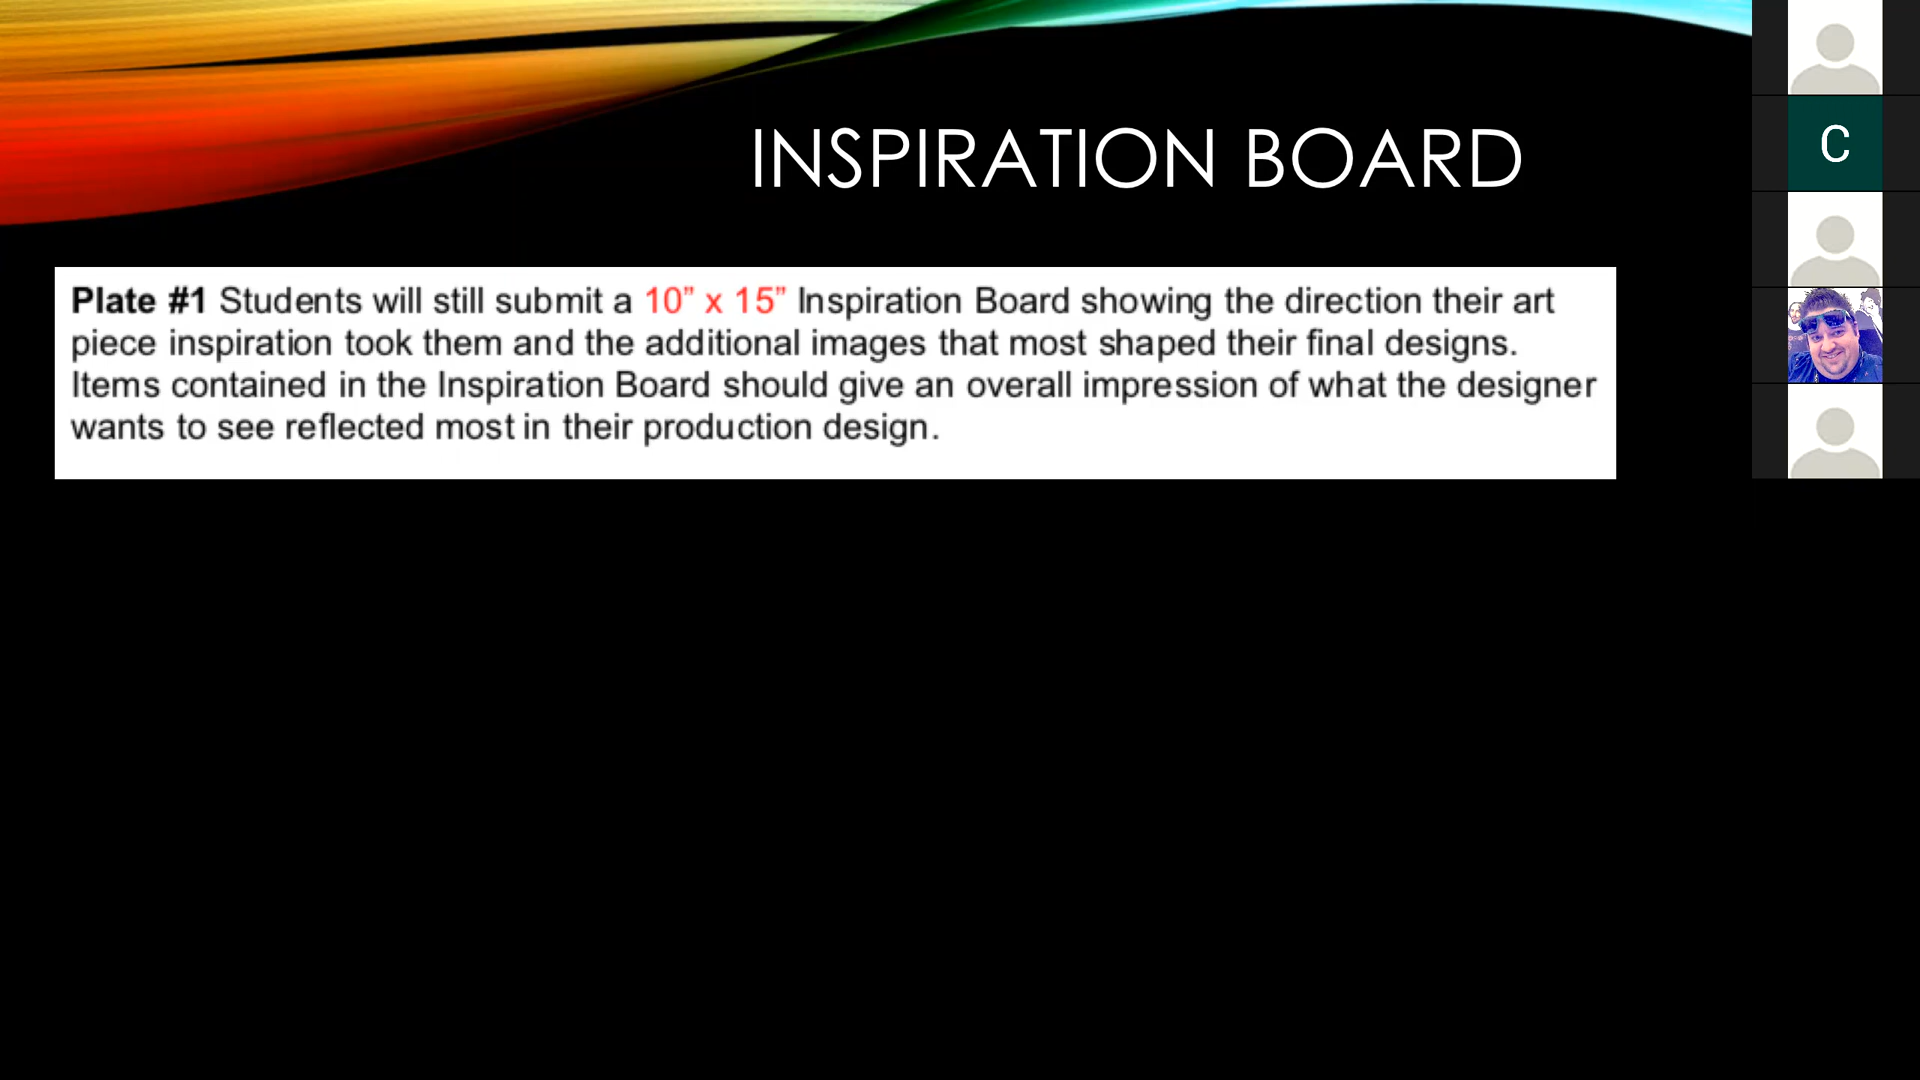 INSPIRATION BOARD
Plate #1 Students will still submit a 10” x 15” Inspiration Board showing the direction their art
piece inspiration took them and the additional images that most shaped their final designs.
Items contained in the Inspiration Board should give an overall impression of what the designer
wants to see reflected most in their production design.
C